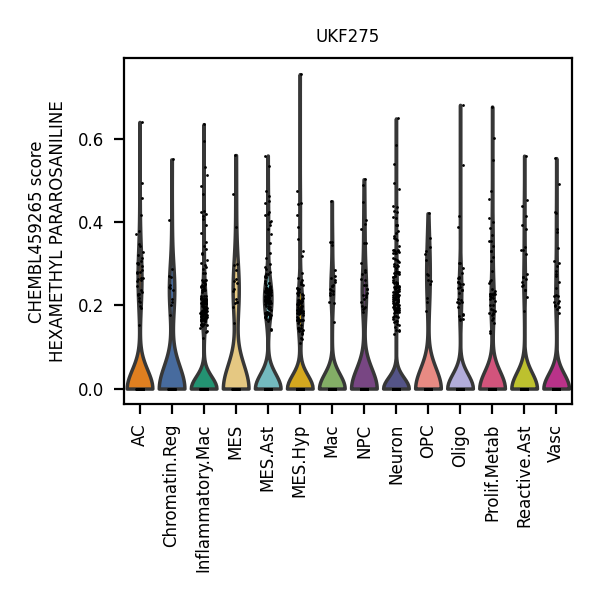 UKF275
CHEMBL459265 score
HEXAMETHYL PARAROSANILINE
0.6
0.4
0.2
0.0
AC
Chromatin.Reg
Inflammatory.Mac
MES
MES.Ast
MES.Hyp
Mac
NPC
Neuron
OPC
Oligo
Prolif.Metab
Reactive.Ast
Vasc